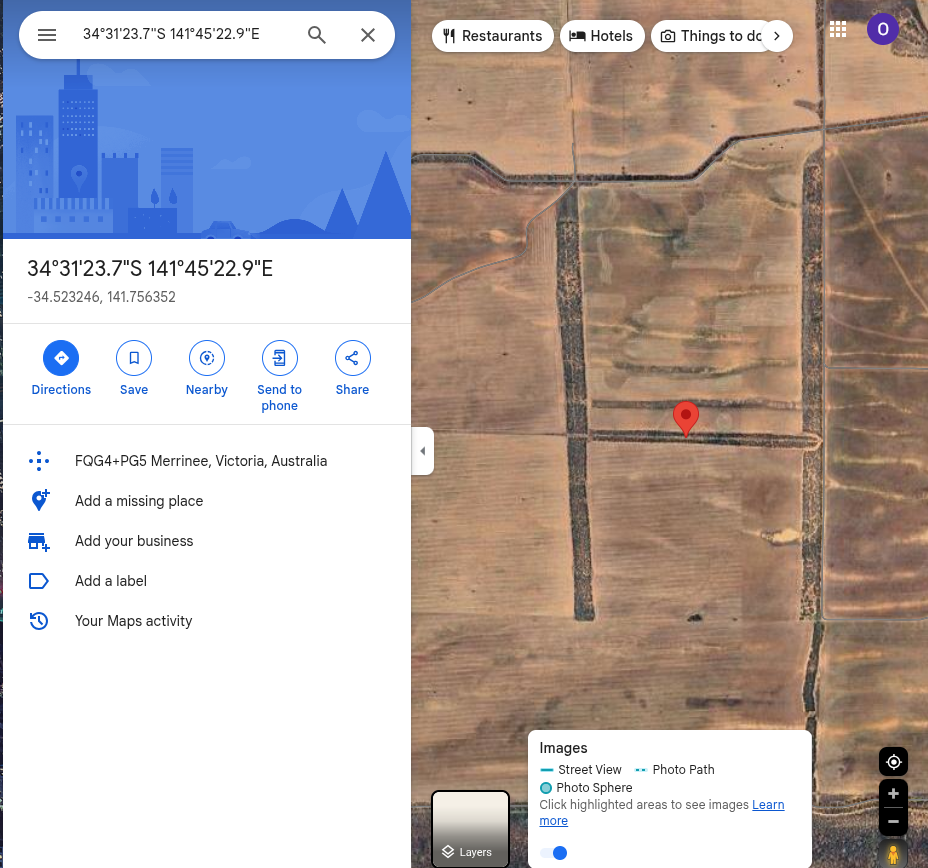 34°31'23.7"S 141°45'22.9"E
Restaurants
Hotels
Things to do
O
34°31'23.7"S 141°45'22.9"E
-34.523246, 141.756352
Directions
Save
Nearby
Send to
phone
Share
FQG4+PG5 Merrinee, Victoria, Australia
Add a missing place
Add your business
Add a label
Your Maps activity
Images
Street View
Photo Path
Photo Sphere
Click highlighted areas to see images Learn
more
Layers